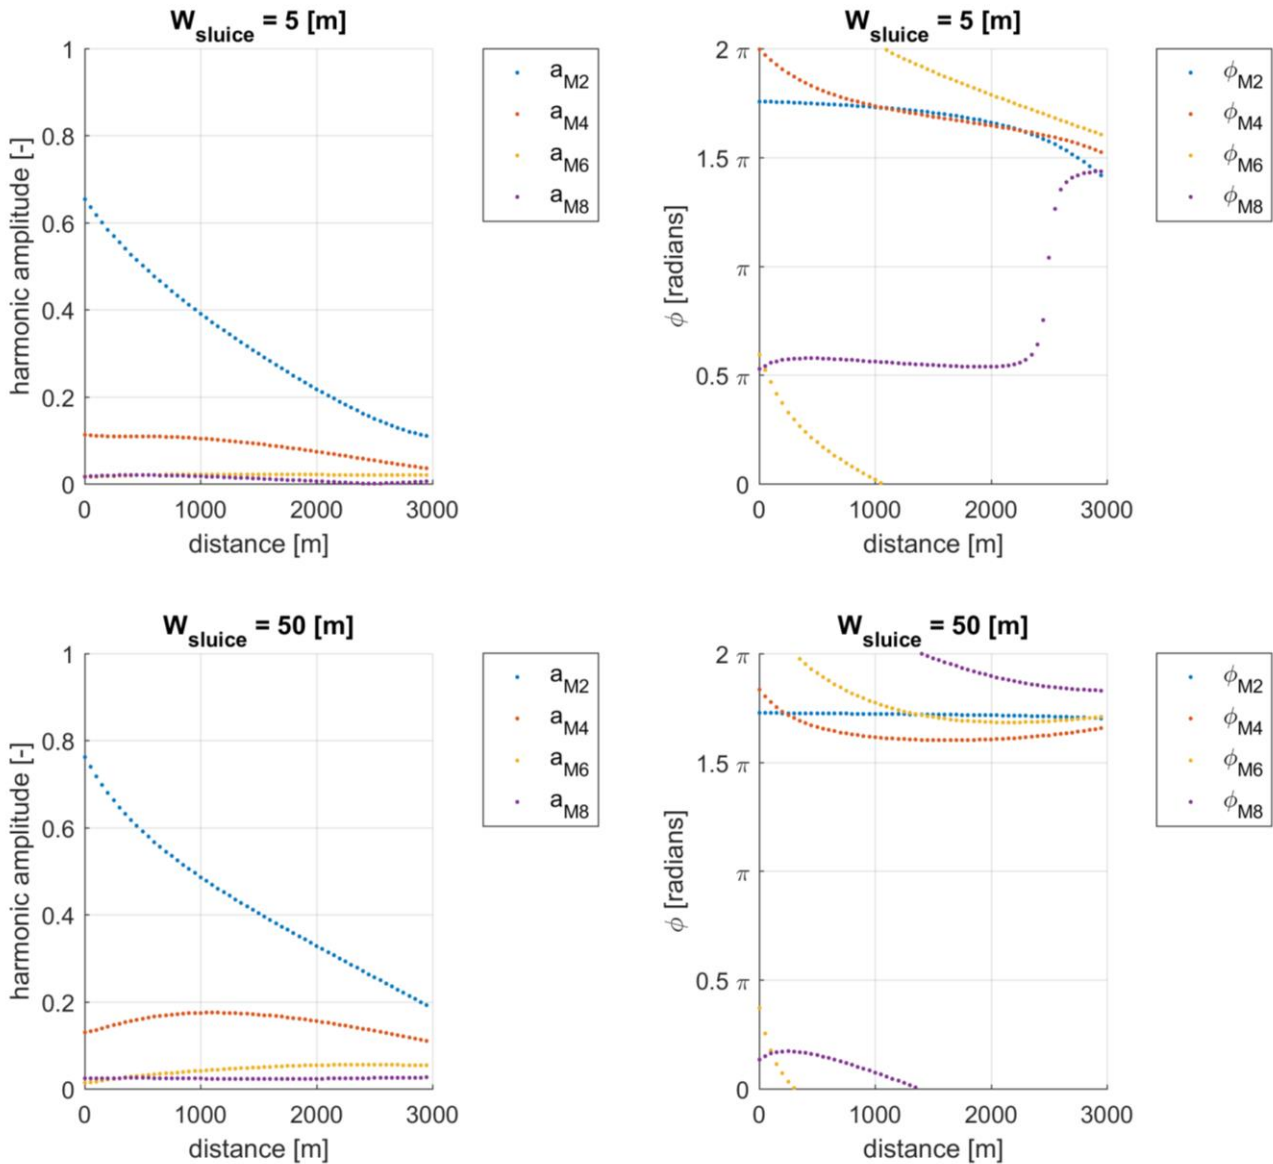 W_sluice = 5 [m]
harmonic amplitude [-]
1
0.8
0.6
0.4
0.2
0
0 1000 2000 3000
distance [m]
a_M2
a_M4
a_M6
a_M8
W_sluice = 5 [m]
ϕ [radians]
2 π
1.5 π
π
0.5 π
0
0 1000 2000 3000
distance [m]
ϕ_M2
ϕ_M4
ϕ_M6
ϕ_M8
W_sluice = 50 [m]
harmonic amplitude [-]
1
0.8
0.6
0.4
0.2
0
0 1000 2000 3000
distance [m]
a_M2
a_M4
a_M6
a_M8
W_sluice = 50 [m]
ϕ [radians]
2 π
1.5 π
π
0.5 π
0
0 1000 2000 3000
distance [m]
ϕ_M2
ϕ_M4
ϕ_M6
ϕ_M8